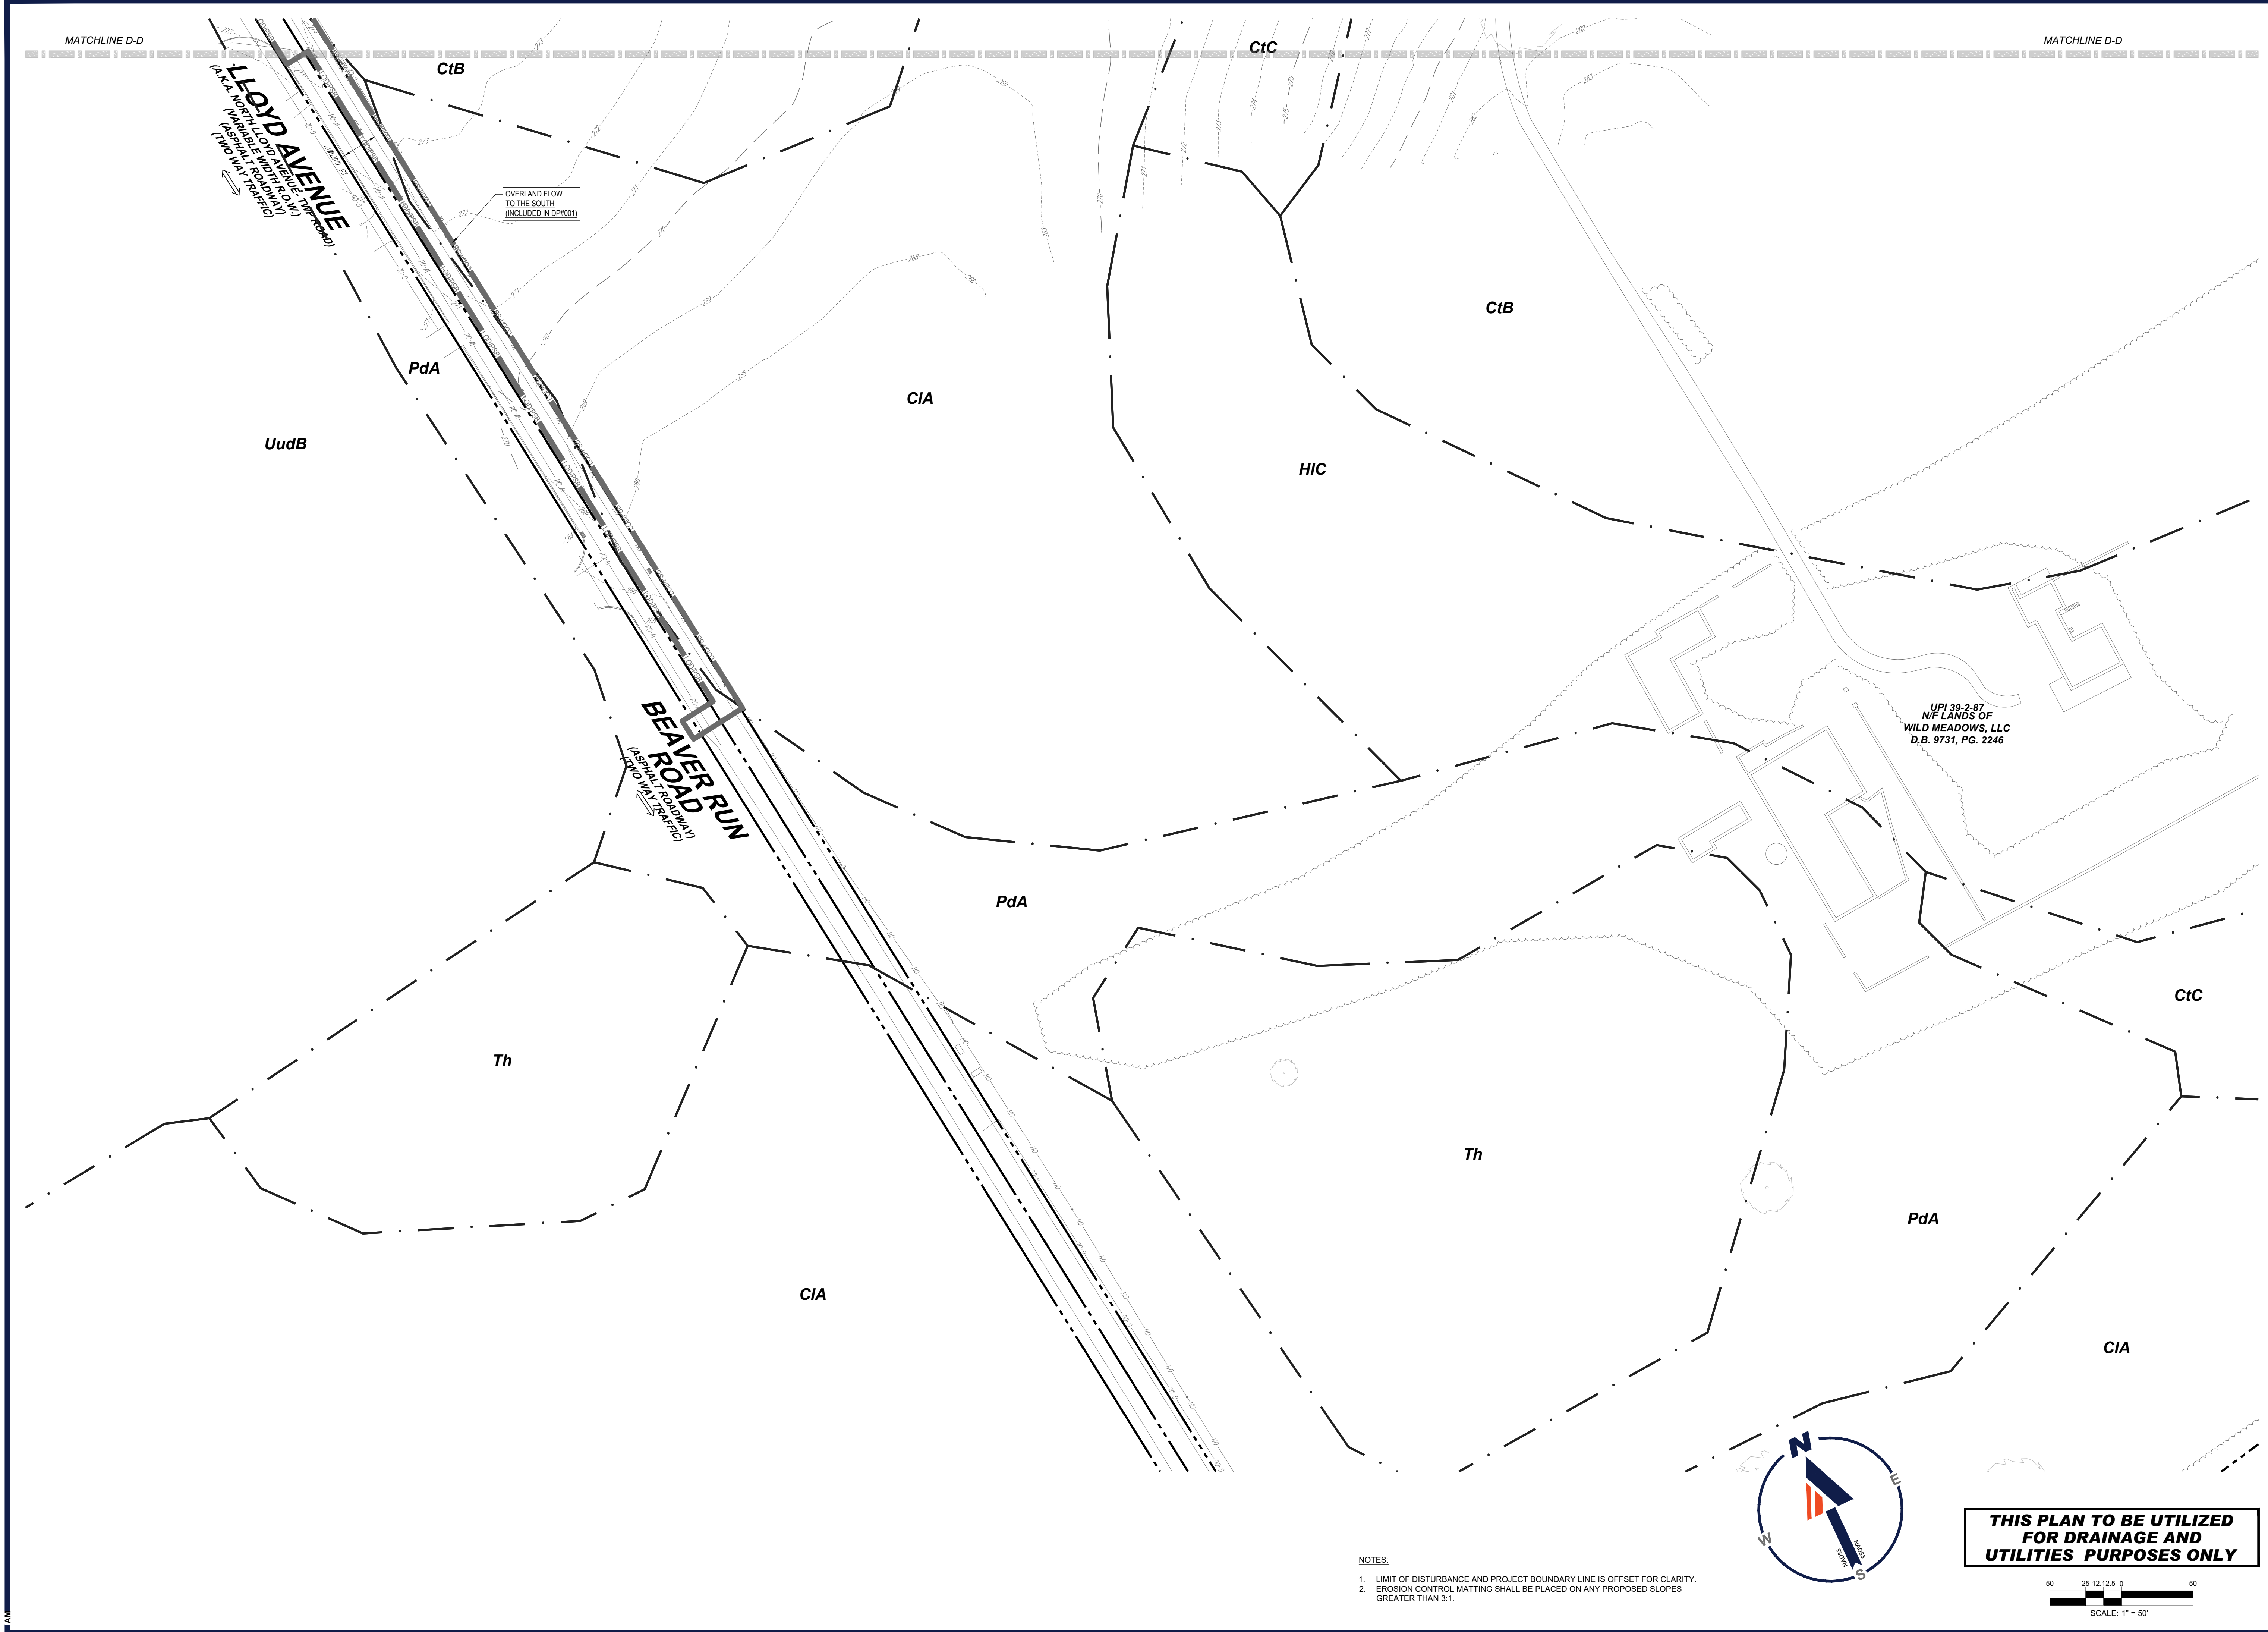 MATCHLINE D-D
MATCHLINE D-D
CtB
CtC
LLOYD AVENUE
(A.K.A. NORTH LLOYD AVENUE- TWP ROAD)
(VARIABLE WIDTH R.O.W.)
(ASPHALT ROADWAY)
(TWO WAY TRAFFIC)
OVERLAND FLOW
TO THE SOUTH
(INCLUDED IN DP#001)
CtB
PdA
ClA
UudB
HlC
UPI 39-2-87
N/F LANDS OF
WILD MEADOWS, LLC
D.B. 9731, PG. 2246
BEAVER RUN
ROAD
(ASPHALT ROADWAY)
(TWO WAY TRAFFIC)
PdA
CtC
Th
Th
PdA
ClA
ClA
N
E
W
S
NAD83
NAVD83
THIS PLAN TO BE UTILIZED
FOR DRAINAGE AND
UTILITIES PURPOSES ONLY
NOTES:
1. LIMIT OF DISTURBANCE AND PROJECT BOUNDARY LINE IS OFFSET FOR CLARITY.
2. EROSION CONTROL MATTING SHALL BE PLACED ON ANY PROPOSED SLOPES
GREATER THAN 3:1.
50 25 12.12.5 0 50
SCALE: 1" = 50'